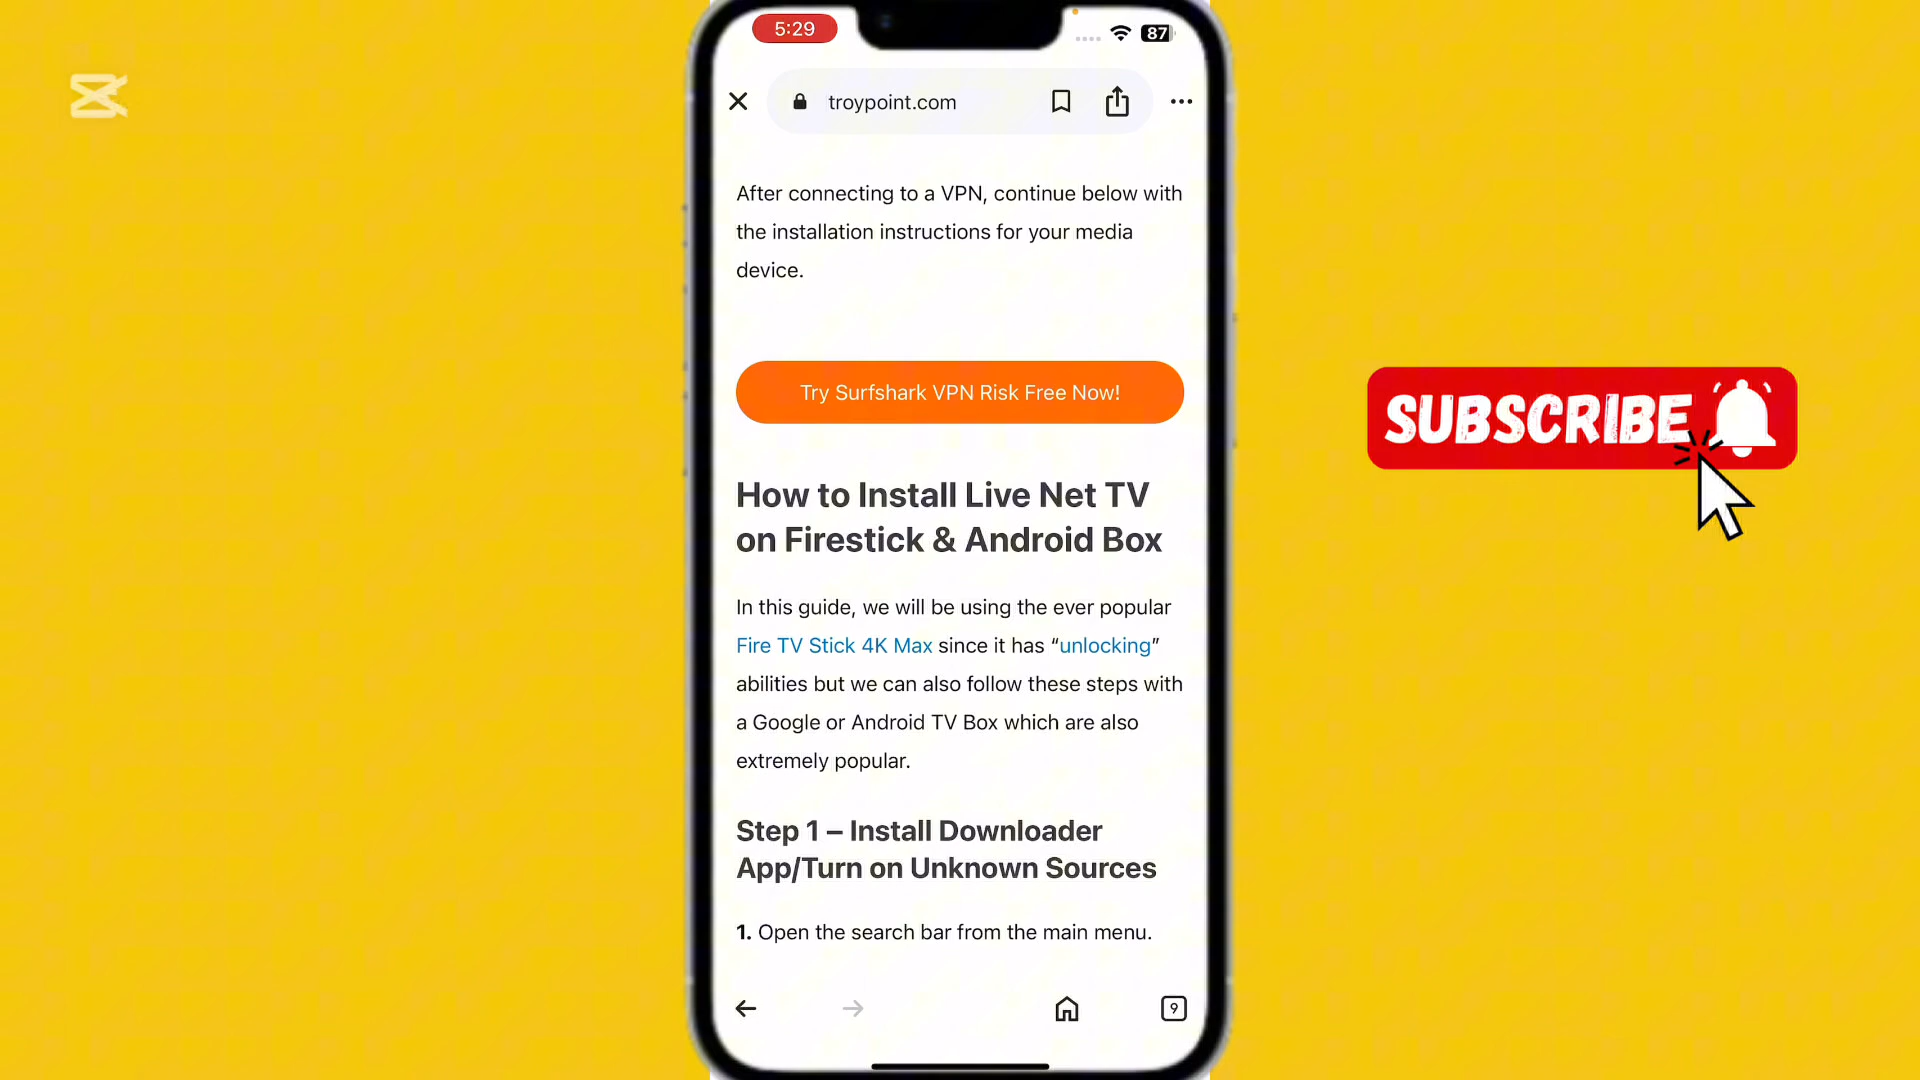 5:29
87
troypoint.com
After connecting to a VPN, continue below with
the installation instructions for your media
device.
Try Surfshark VPN Risk Free Now!
SUBSCRIBE
How to Install Live Net TV
on Firestick & Android Box
In this guide, we will be using the ever popular
Fire TV Stick 4K Max since it has “unlocking”
abilities but we can also follow these steps with
a Google or Android TV Box which are also
extremely popular.
Step 1 – Install Downloader
App/Turn on Unknown Sources
1. Open the search bar from the main menu.
9